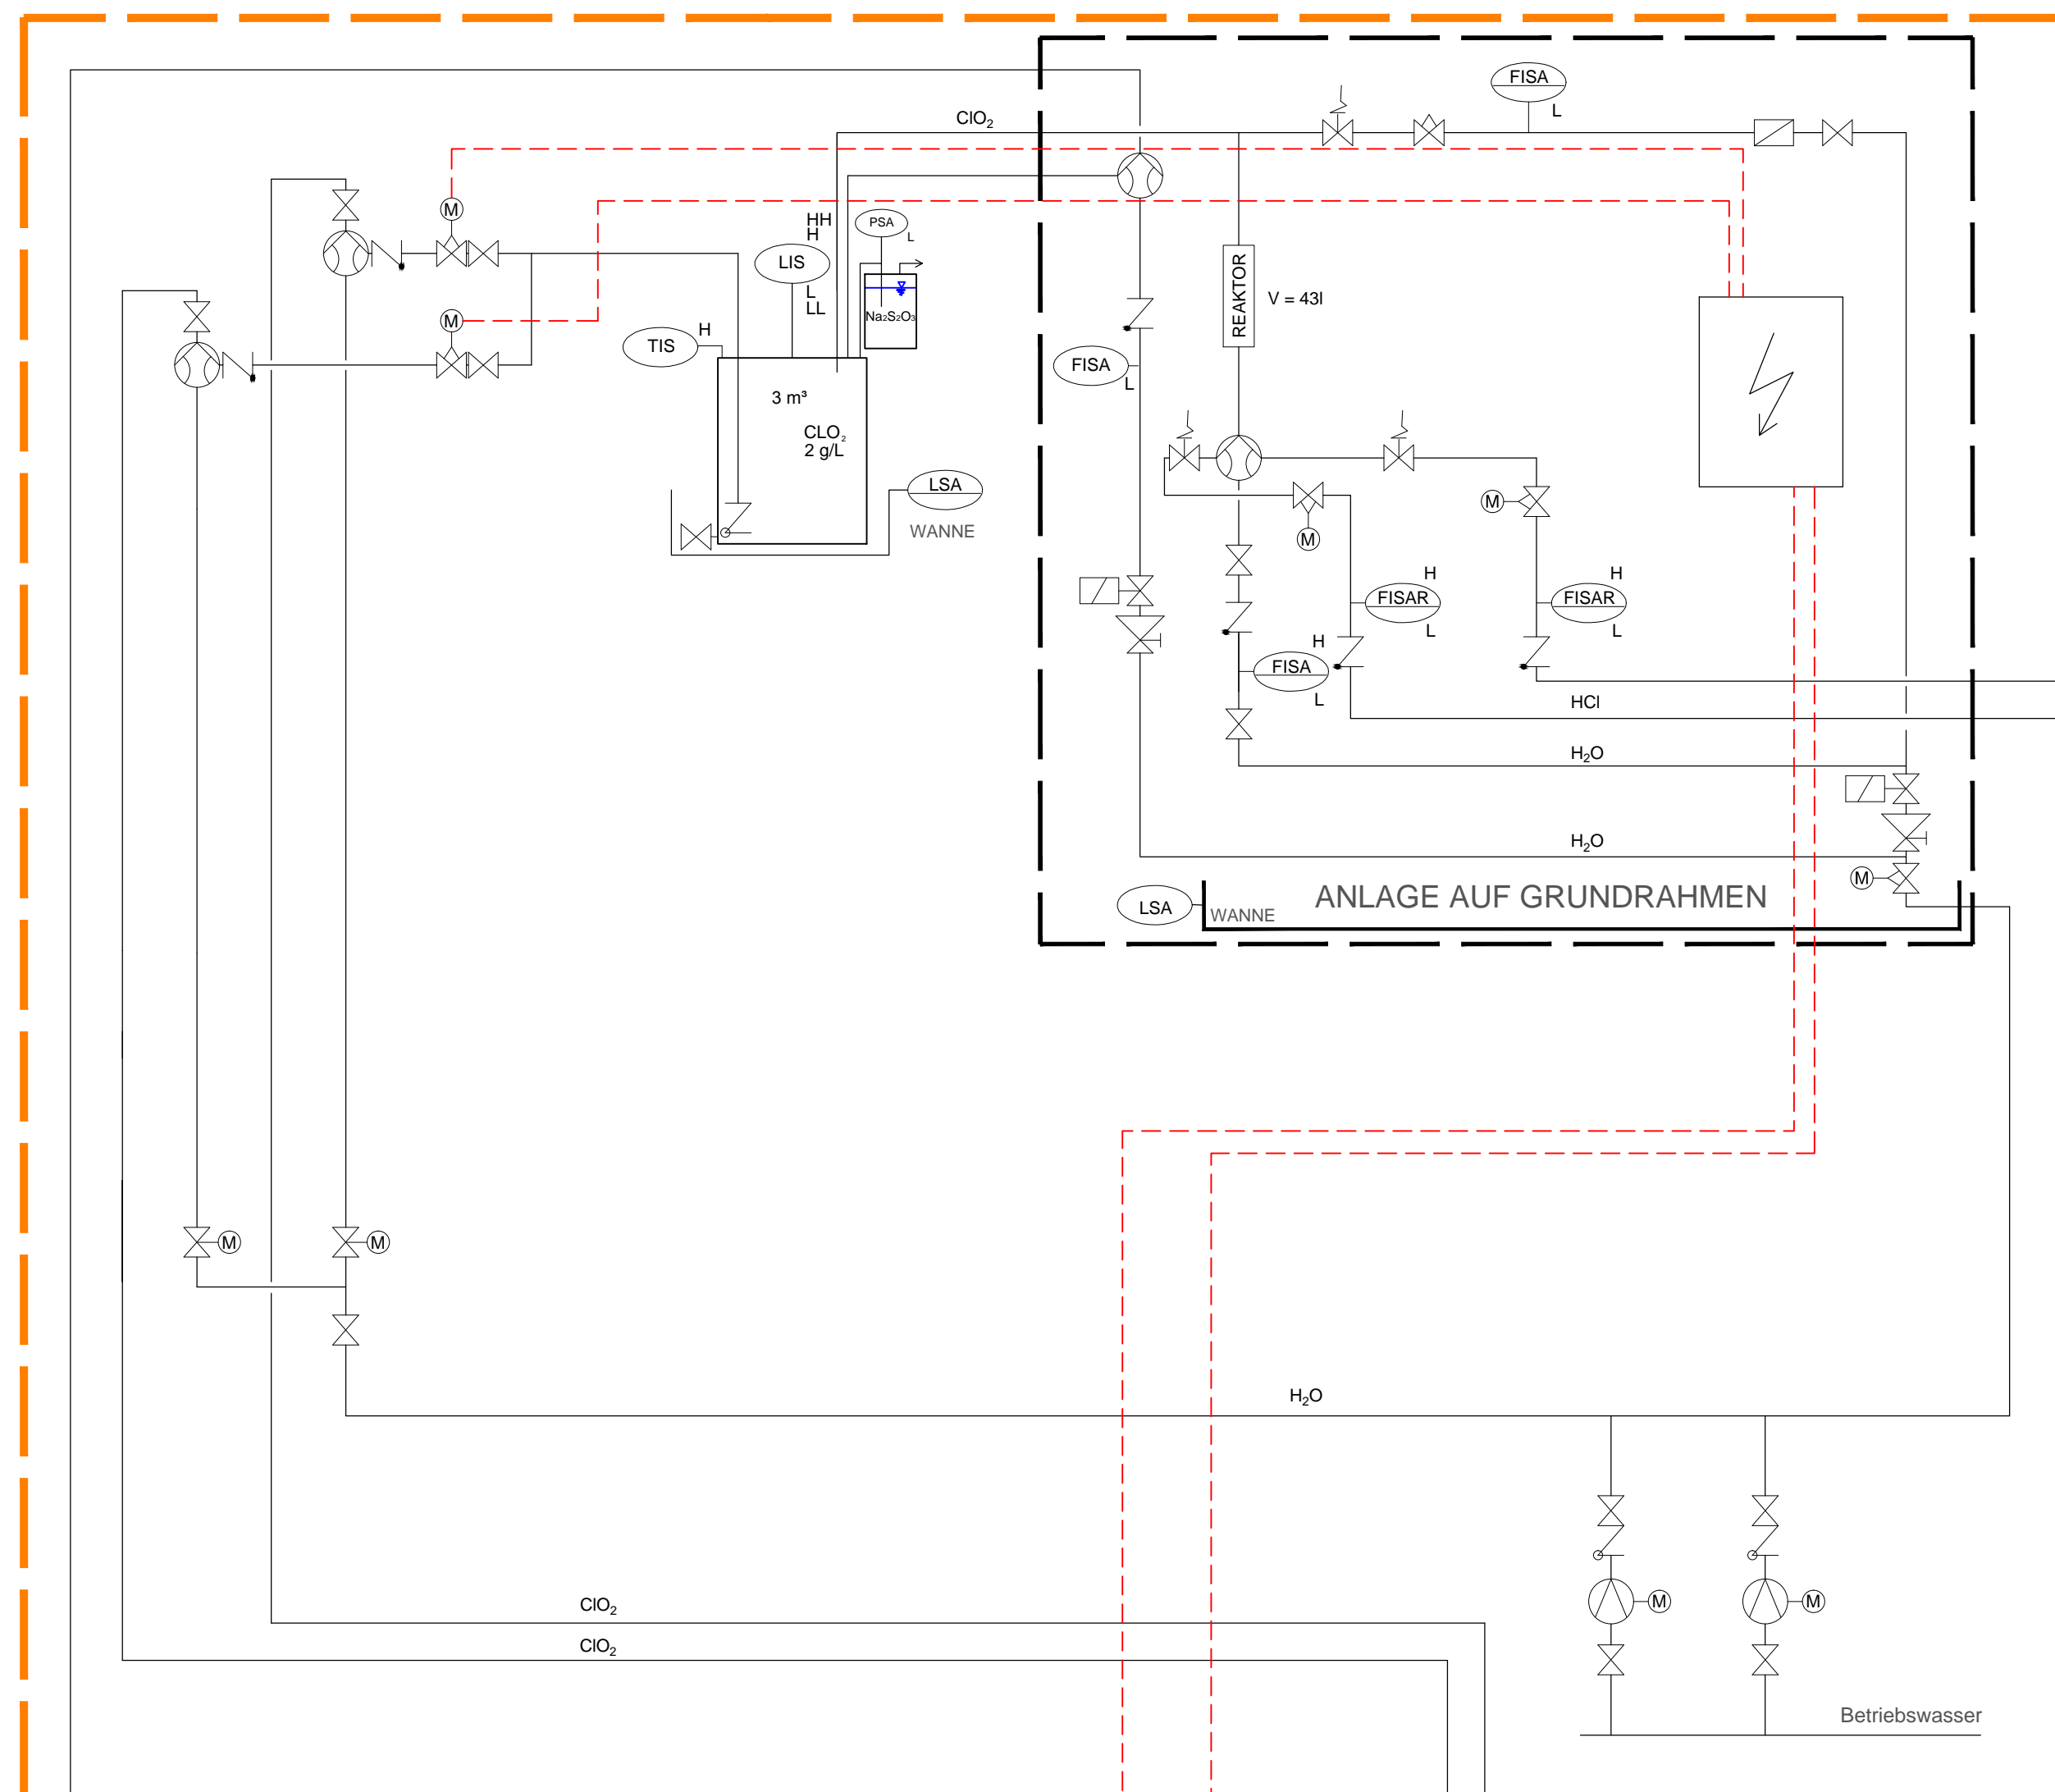 FISA
L
ClO₂
M
HH
H
PSA
L
LIS
L
LL
Na₂S₂O₃
REAKTOR
V = 43l
M
TIS
H
FISA
L
3 m³
CLO₂
2 g/L
LSA
WANNE
M
M
H
FISAR
L
H
FISAR
L
H
FISA
L
HCl
H₂O
H₂O
M
ANLAGE AUF GRUNDRAHMEN
LSA
WANNE
M
M
H₂O
M
M
ClO₂
ClO₂
Betriebswasser